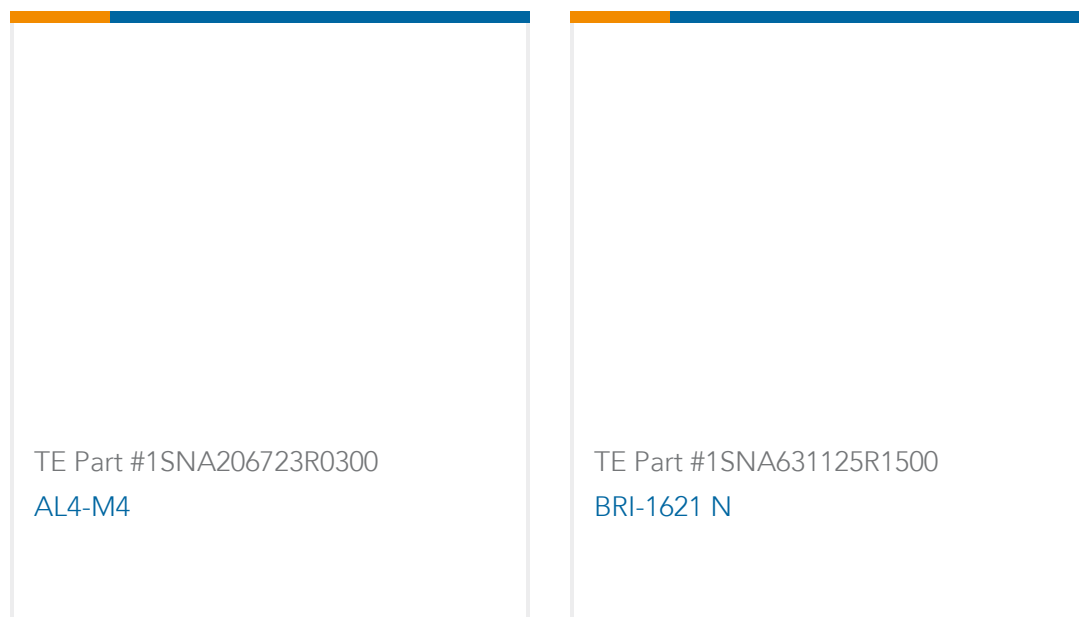 TE Part #1SNA206723R0300
AL4-M4
TE Part #1SNA631125R1500
BRI-1621 N